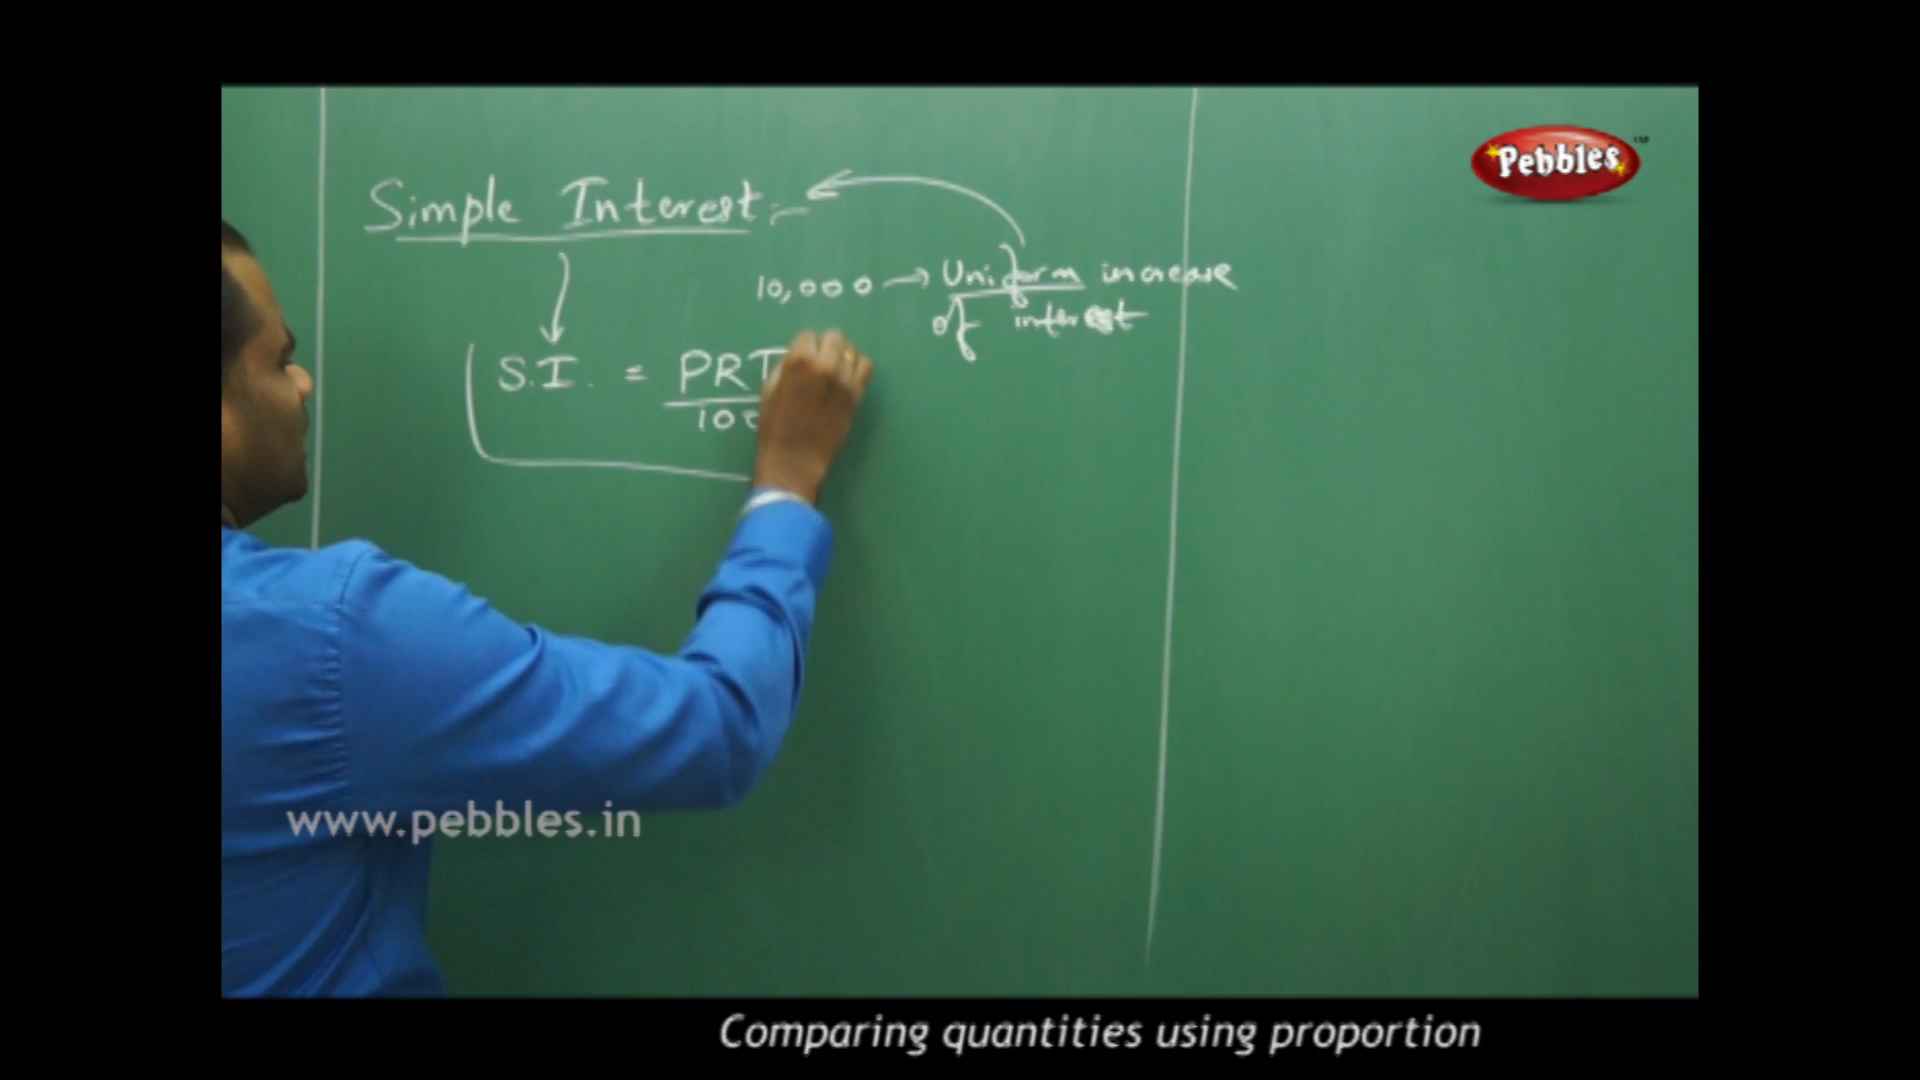 Pebbles
Simple Interest:-
10,000 → Uniform increase
of interest
S.I. = PRT
100
www.pebbles.in
Comparing quantities using proportion